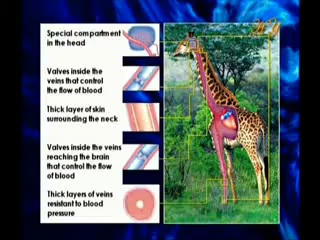 Special compartment
in the head
Valves inside the
veins that control
the flow of blood
Thick layer of skin
surrounding the neck
Valves inside the veins
reaching the brain
that control the flow
of blood
Thick layers of veins
resistant to blood
pressure